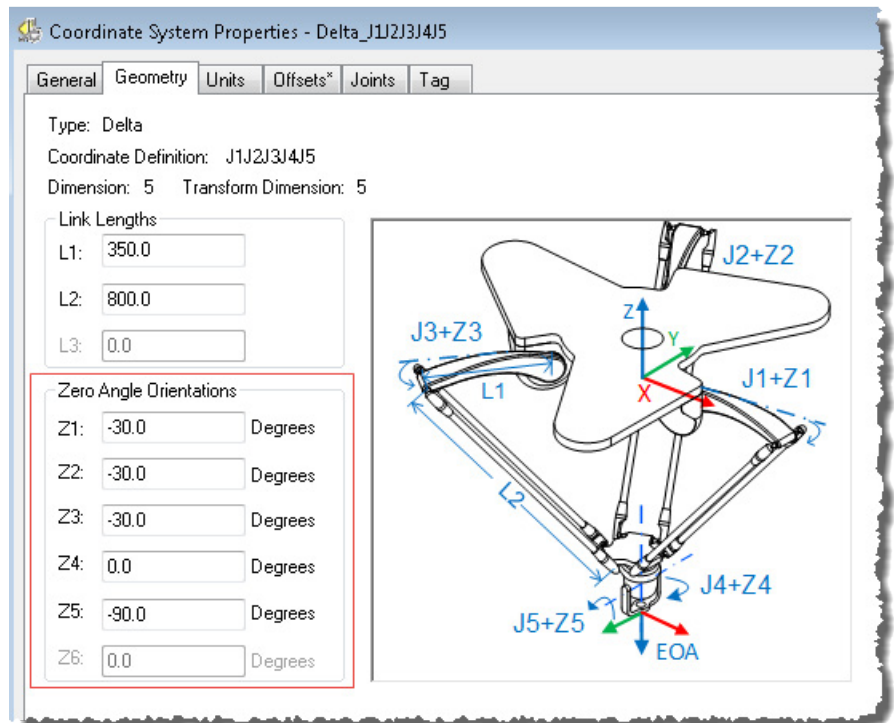 Coordinate System Properties - Delta_J1J2J3J4J5
General Geometry Units Offsets* Joints Tag
Type: Delta
Coordinate Definition: J1J2J3J4J5
Dimension: 5 Transform Dimension: 5
Link Lengths
L1: 350.0
L2: 800.0
L3: 0.0
Zero Angle Orientations
Z1: -30.0 Degrees
Z2: -30.0 Degrees
Z3: -30.0 Degrees
Z4: 0.0 Degrees
Z5: -90.0 Degrees
Z6: 0.0 Degrees
J2+Z2
Z
Y
J3+Z3
L1
X
J1+Z1
L2
J4+Z4
J5+Z5
EOA